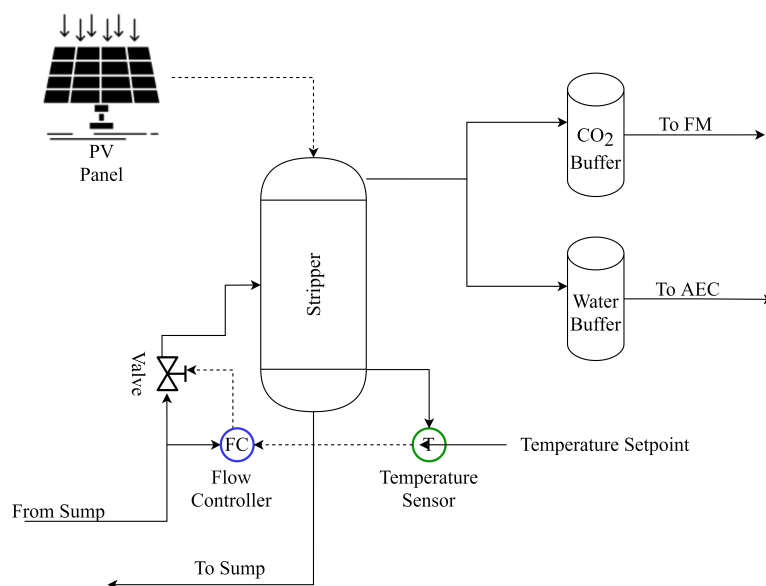 PV
Panel
CO2
Buffer
To FM
Stripper
Water
Buffer
To AEC
Valve
FC
Flow
Controller
T
Temperature
Sensor
Temperature Setpoint
From Sump
To Sump